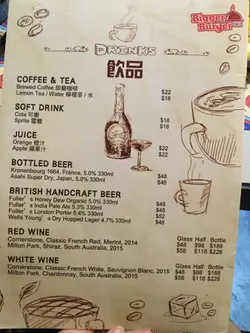 Bigger Burger
DRINKS
飲品
COFFEE & TEA
Brewed Coffee 即磨咖啡 $22
Lemon Tea / Water 檸檬茶 / 水 $18
SOFT DRINK
Cola 可樂 $18
Sprite 雪碧 $18
JUICE
Orange 橙汁 $22
Apple 蘋果汁 $22
BOTTLED BEER
Kronenbourg 1664, France, 5.0% 330ml $48
Asahi Super Dry, Japan, 5.0% 330ml $48
BRITISH HANDCRAFT BEER
Fuller's Honey Dew Organic 5.0% 330ml $52
Fuller's India Pale Ale 5.3% 330ml $52
Fuller's London Porter 5.4% 330ml $52
Wells Young's Dry Hopped Lager 4.7% 330ml $48
RED WINE Glass Half Bottle
Cornerstone, Classic French Red, Merlot, 2014 $48 $98 $188
Milton Park, Shiraz, South Australia, 2015 $58 $118 $228
WHITE WINE Glass Half Bottle
Cornerstone, Classic French White, Sauvignon Blanc, 2015 $48 $98 $188
Milton Park, Chardonnay, South Australia, 2015 $58 $118 $228